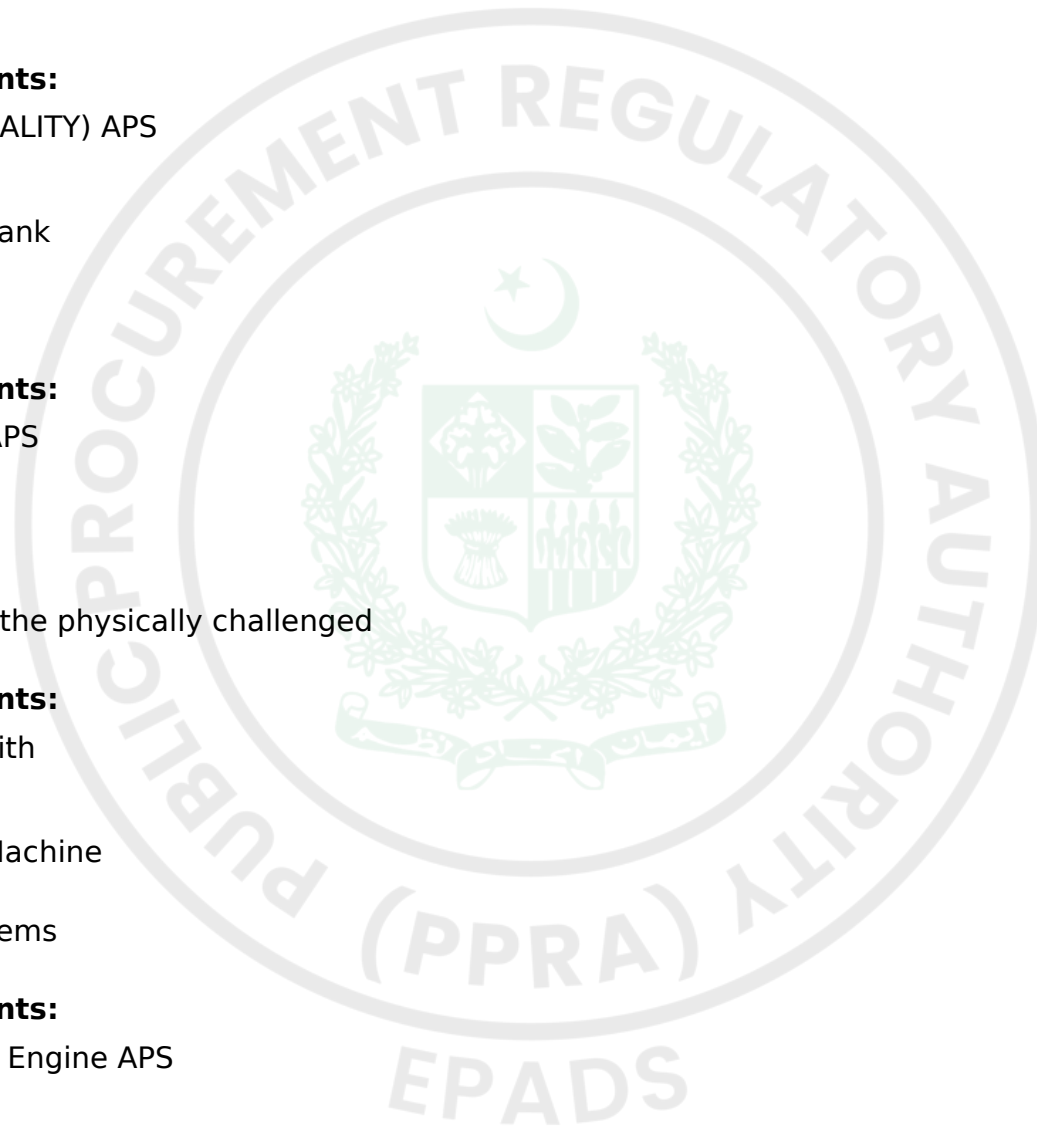 nts:
ALITY) APS
ank
nts:
APS
the physically challenged
nts:
ith
achine
ems
nts:
Engine APS
PUBLIC PROCUREMENT REGULATORY AUTHORITY
(PPRA)
EPADS